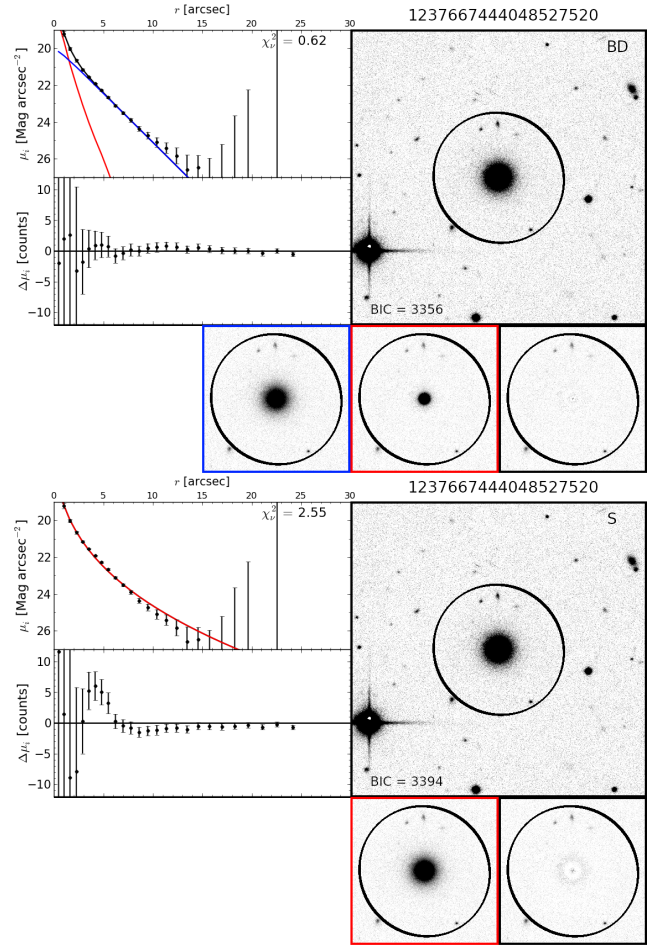 r [arcsec]
1237667444048527520
0 5 10 15 20 25 30
χ²ᵥ = 0.62
BD
μᵢ [Mag arcsec⁻²]
20
22
24
26
10
5
0
−5
−10
Δμᵢ [counts]
BIC = 3356
r [arcsec]
1237667444048527520
0 5 10 15 20 25 30
χ²ᵥ = 2.55
S
μᵢ [Mag arcsec⁻²]
20
22
24
26
10
5
0
−5
−10
Δμᵢ [counts]
BIC = 3394